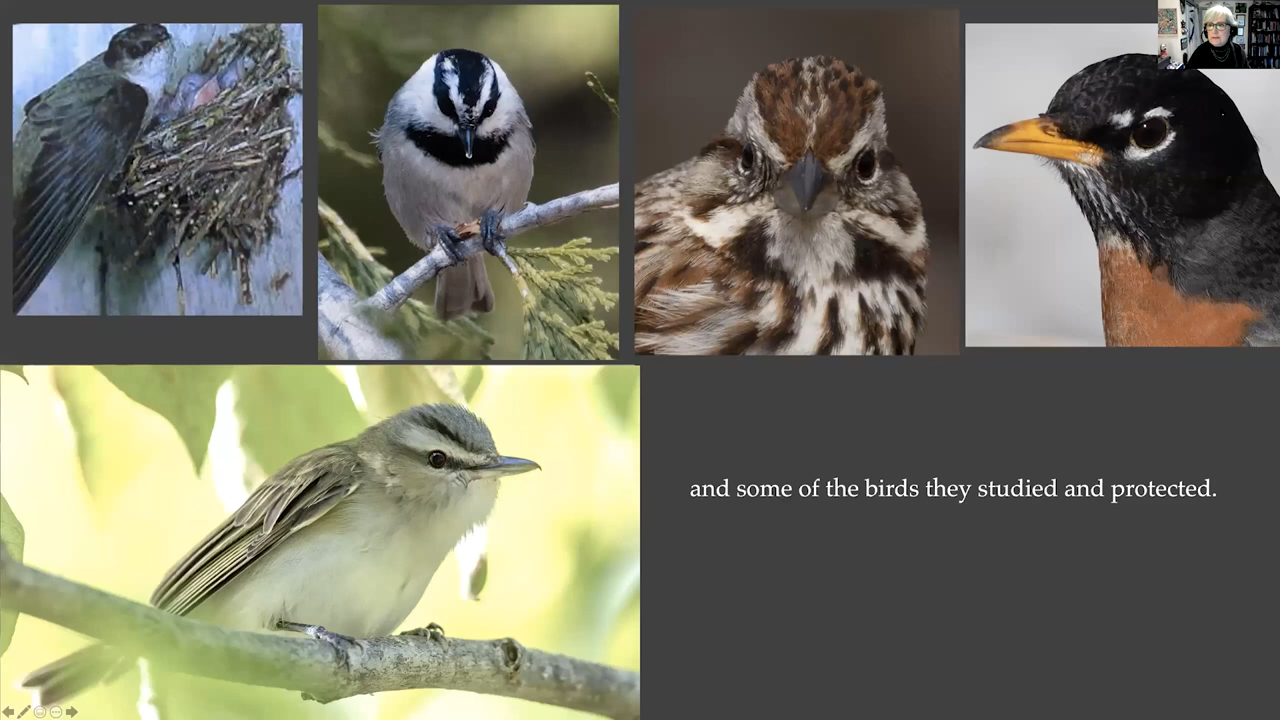 and some of the birds they studied and protected.